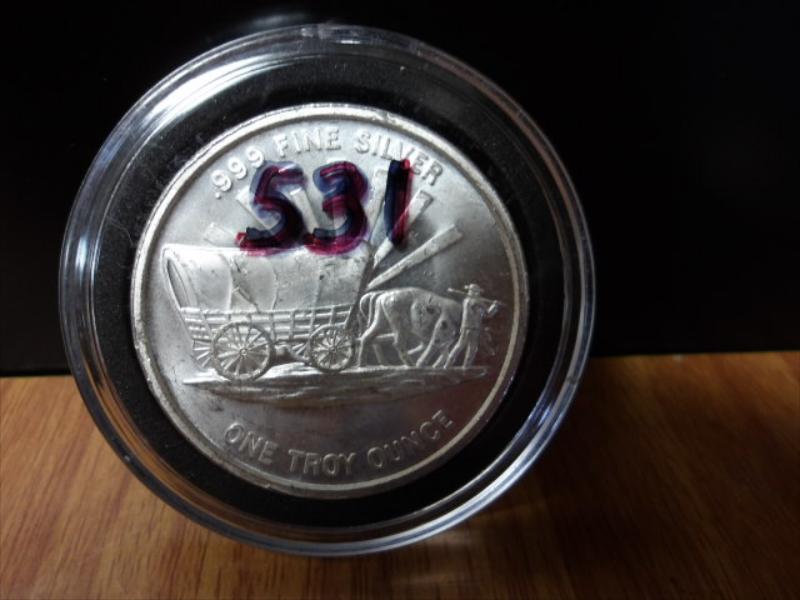 .999 FINE SILVER
531
ONE TROY OUNCE